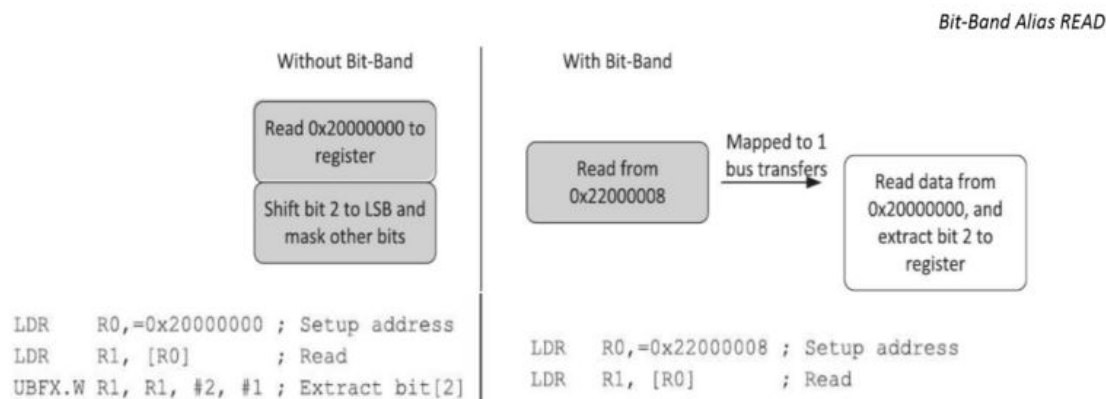 Bit-Band Alias READ
Without Bit-Band
Read 0x20000000 to
register
Shift bit 2 to LSB and
mask other bits
LDR R0,=0x20000000 ; Setup address
LDR R1, [R0] ; Read
UBFX.W R1, R1, #2, #1 ; Extract bit[2]
With Bit-Band
Read from
0x22000008
Mapped to 1
bus transfers
Read data from
0x20000000, and
extract bit 2 to
register
LDR R0,=0x22000008 ; Setup address
LDR R1, [R0] ; Read